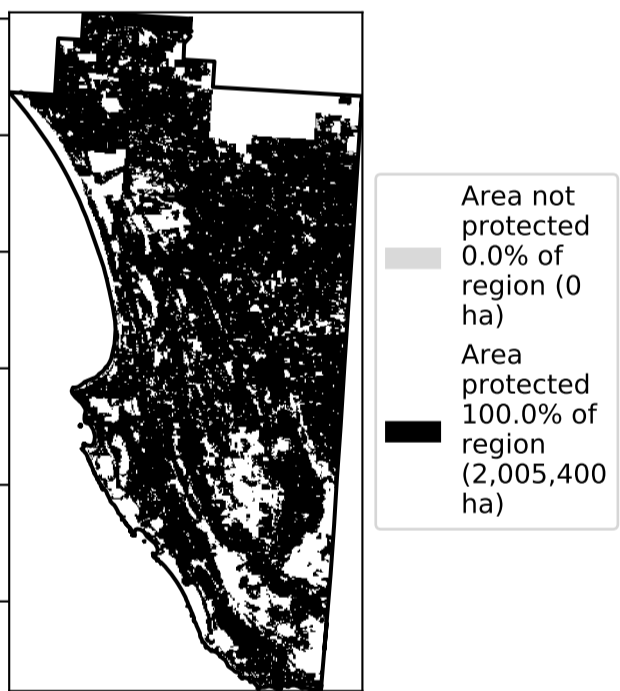 Area not
protected
0.0% of
region (0
ha)
Area
protected
100.0% of
region
(2,005,400
ha)